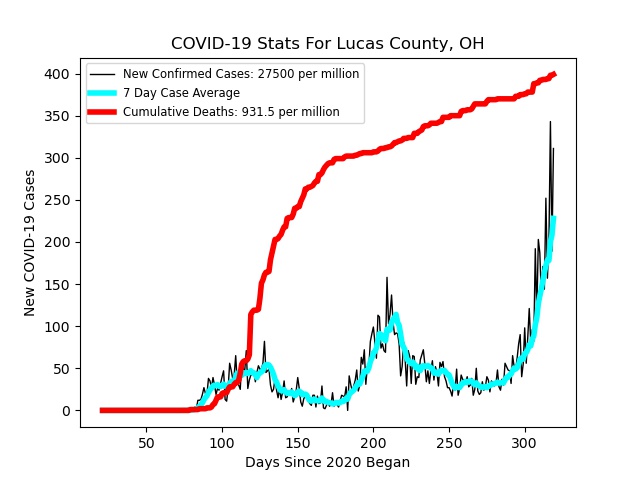 COVID-19 Stats For Lucas County, OH
New Confirmed Cases: 27500 per million
7 Day Case Average
Cumulative Deaths: 931.5 per million
New COVID-19 Cases
400
350
300
250
200
150
100
50
0
50 100 150 200 250 300
Days Since 2020 Began